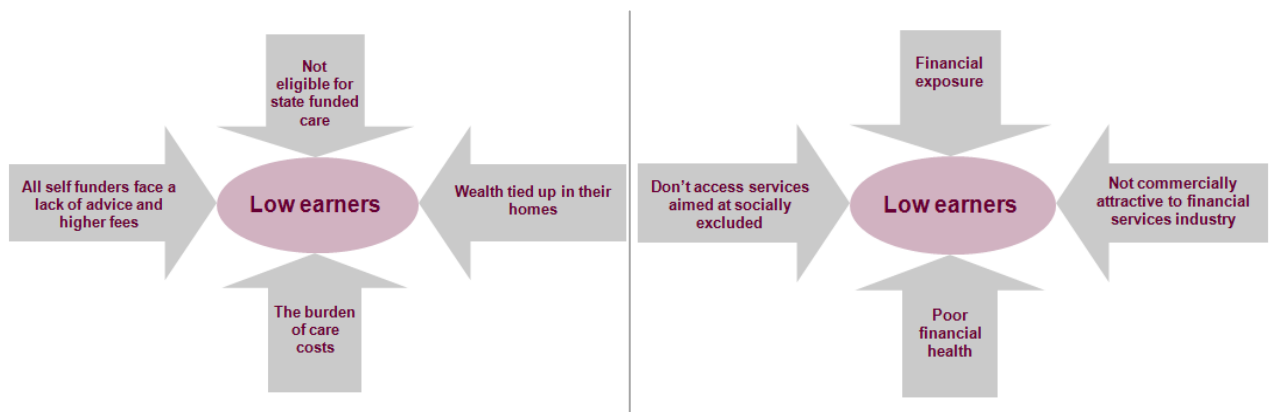 Not
eligible for
state funded
care
All self funders face a
lack of advice and
higher fees
Low earners
Wealth tied up in their
homes
The burden
of care
costs
Financial
exposure
Don't access services
aimed at socially
excluded
Low earners
Not commercially
attractive to financial
services industry
Poor
financial
health